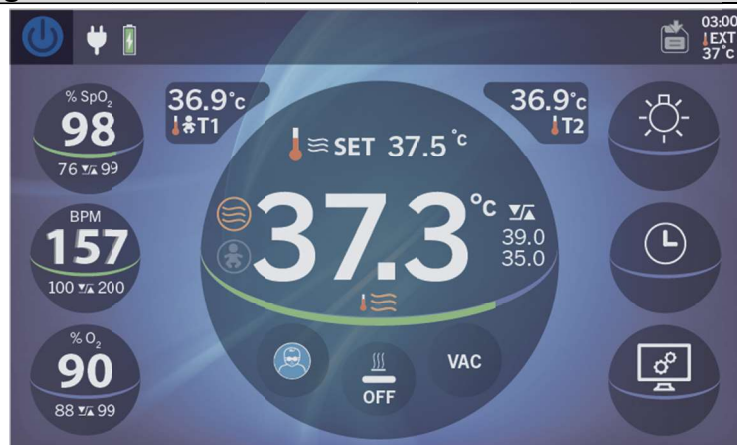 03:00
EXT
37°c
% SpO₂
98
76 99
36.9°c
T1
36.9°c
T2
SET 37.5°c
BPM
157
100 200
37.3°c
39.0
35.0
% O₂
90
88 99
OFF
VAC